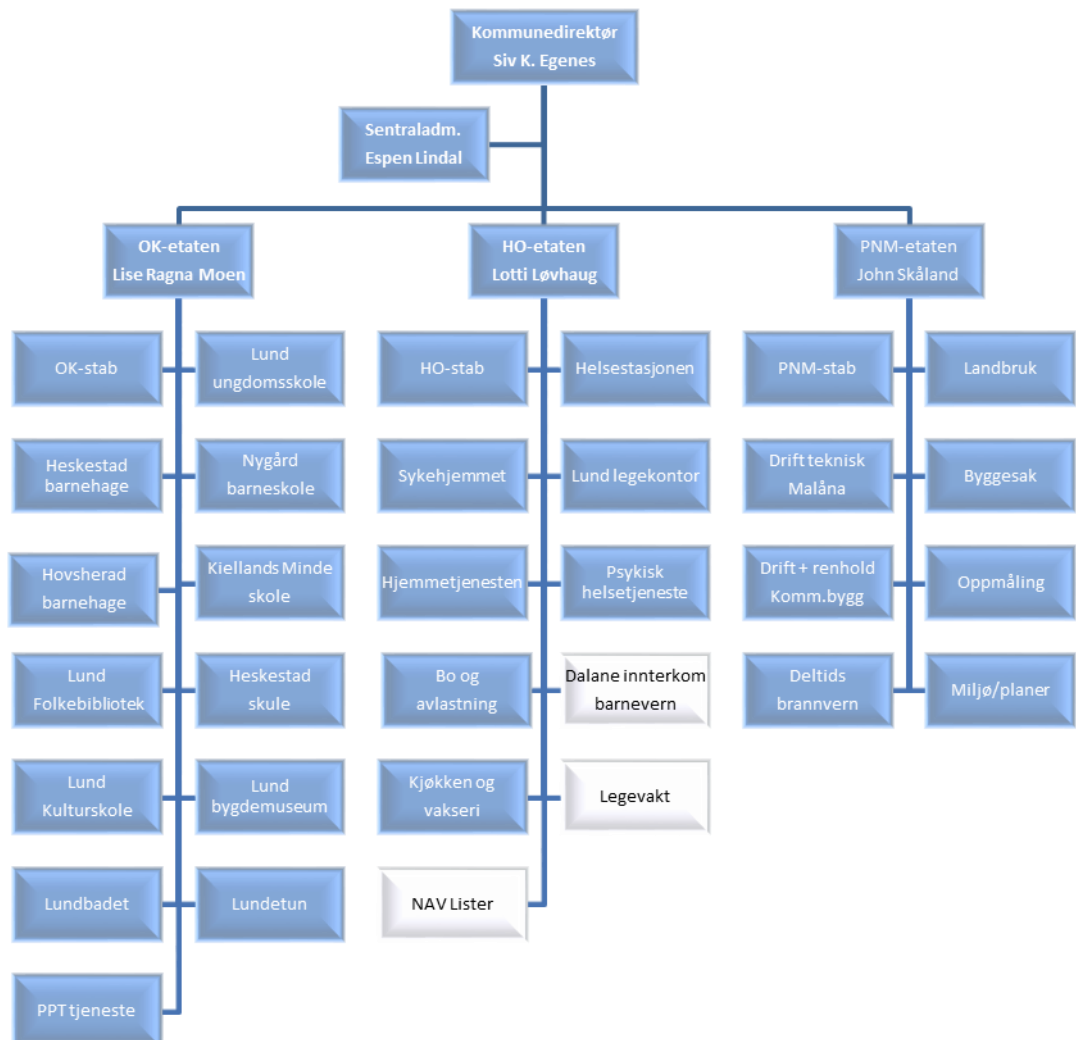 Kommunedirektør
Siv K. Egenes
Sentraladm.
Espen Lindal
OK-etaten
Lise Ragna Moen
HO-etaten
Lotti Løvhaug
PNM-etaten
John Skåland
OK-stab
Lund
ungdomsskole
Heskestad
barnehage
Nygård
barneskole
Hovsherad
barnehage
Kiellands Minde
skole
Lund
Folkebibliotek
Heskestad
skule
Lund
Kulturskole
Lund
bygdemuseum
Lundbadet
Lundetun
PPT tjeneste
HO-stab
Helsestasjonen
Sykehjemmet
Lund legekontor
Hjemmetjenesten
Psykisk
helsetjeneste
Bo og
avlastning
Dalane innterkom
barnevern
Kjøkken og
vakseri
Legevakt
NAV Lister
PNM-stab
Landbruk
Drift teknisk
Malåna
Byggesak
Drift + renhold
Komm.bygg
Oppmåling
Deltids
brannvern
Miljø/planer